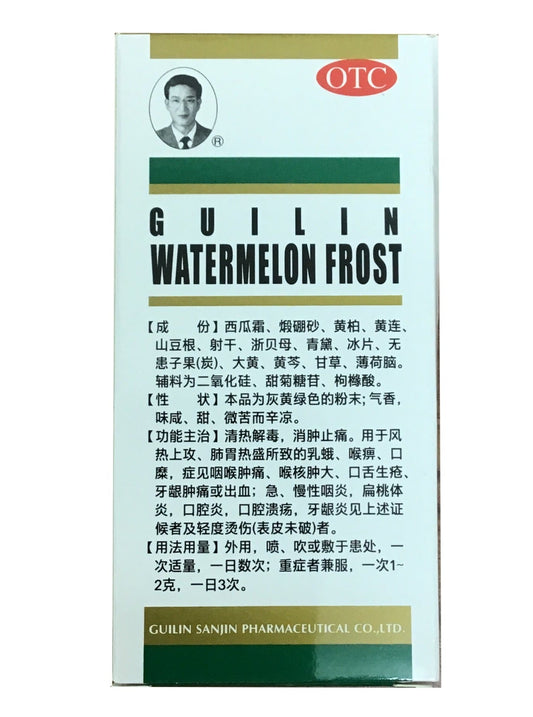 OTC
®
GUILIN
WATERMELON FROST
【成　份】西瓜霜、煅硼砂、黄柏、黄连、
山豆根、射干、浙贝母、青黛、冰片、无
患子果(炭)、大黄、黄芩、甘草、薄荷脑。
辅料为二氧化硅、甜菊糖苷、枸橼酸。
【性　状】本品为灰黄绿色的粉末;气香，
味咸、甜、微苦而辛凉。
【功能主治】清热解毒，消肿止痛。用于风
热上攻、肺胃热盛所致的乳蛾、喉痹、口
糜，症见咽喉肿痛、喉核肿大、口舌生疮、
牙龈肿痛或出血；急、慢性咽炎，扁桃体
炎，口腔炎，口腔溃疡，牙龈炎见上述证
候者及轻度烫伤(表皮未破)者。
【用法用量】外用，喷、吹或敷于患处，一
次适量，一日数次；重症者兼服，一次1~
2克，一日3次。
GUILIN SANJIN PHARMACEUTICAL CO.,LTD.